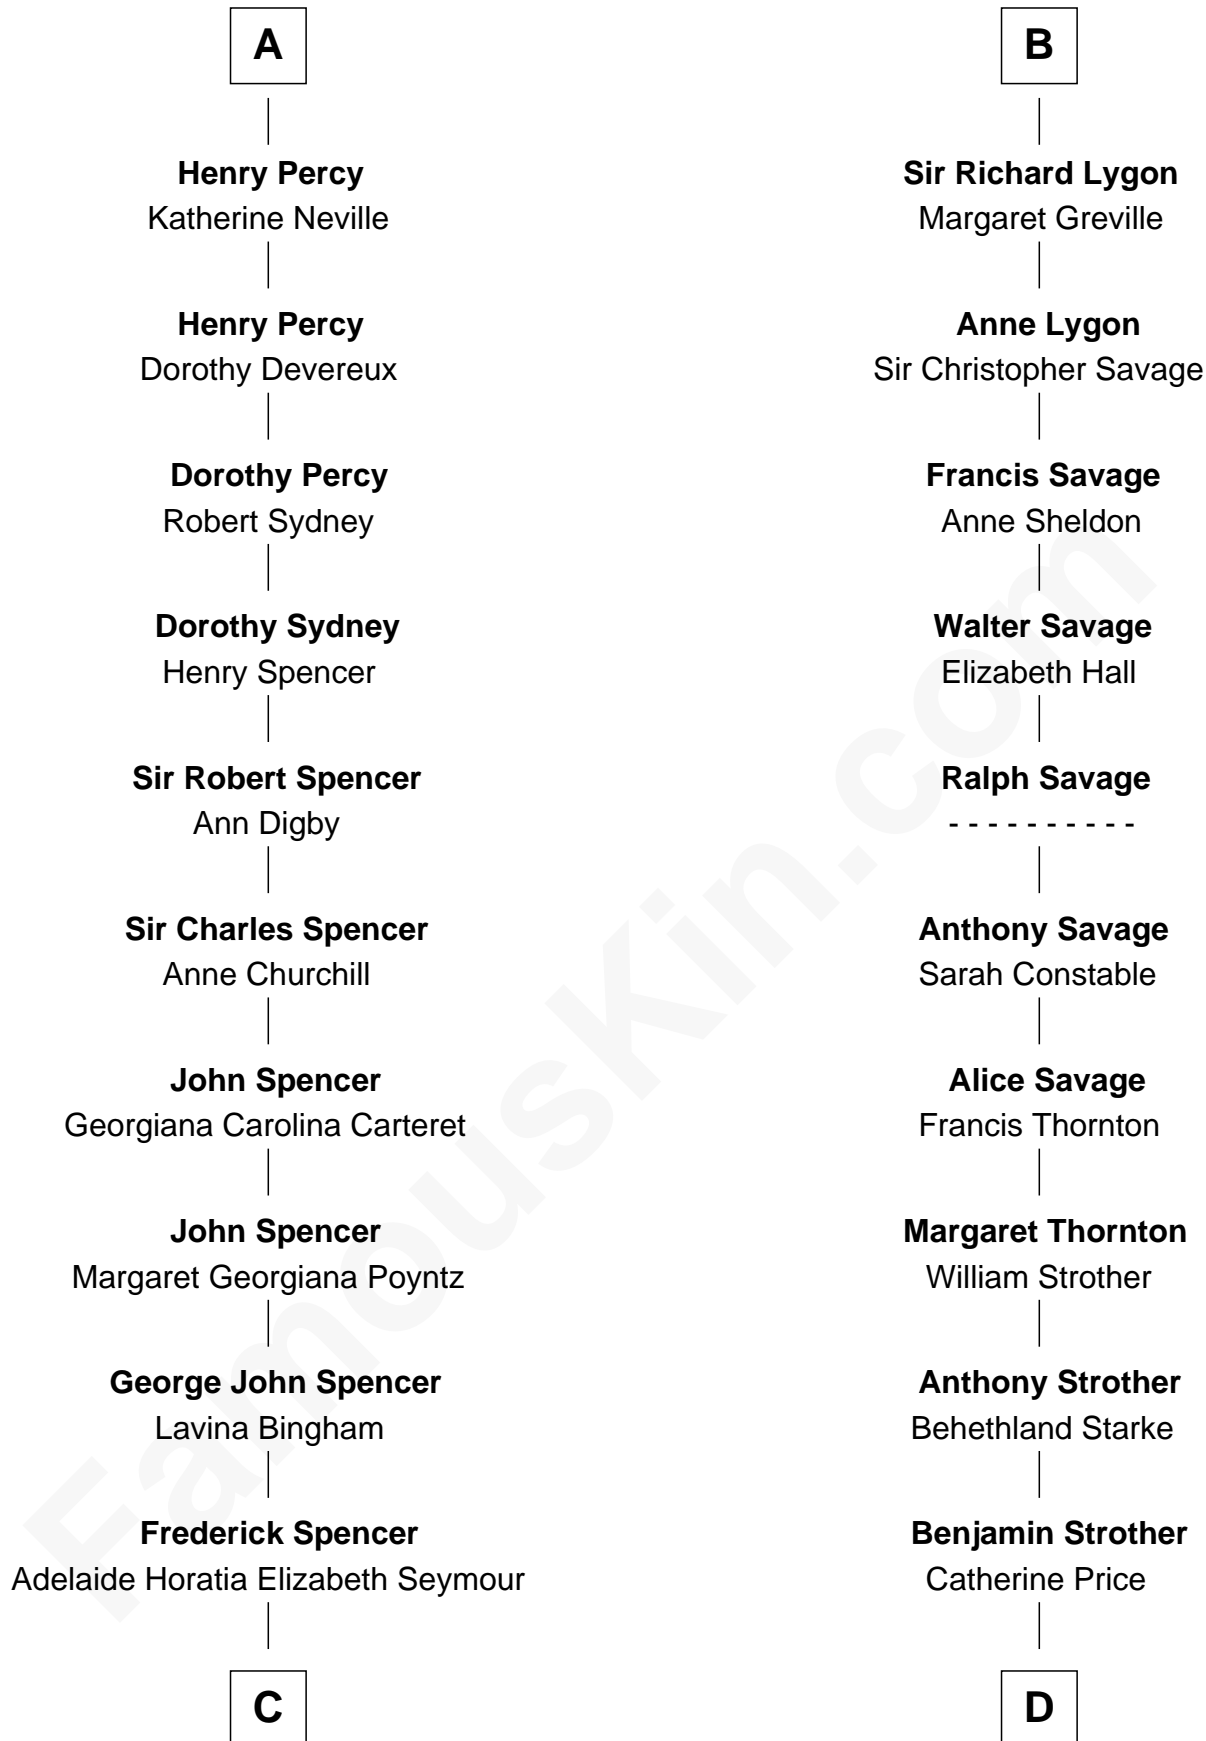 A
Henry Percy
Katherine Neville
Henry Percy
Dorothy Devereux
Dorothy Percy
Robert Sydney
Dorothy Sydney
Henry Spencer
Sir Robert Spencer
Ann Digby
Sir Charles Spencer
Anne Churchill
John Spencer
Georgiana Carolina Carteret
John Spencer
Margaret Georgiana Poyntz
George John Spencer
Lavina Bingham
Frederick Spencer
Adelaide Horatia Elizabeth Seymour
C
B
Sir Richard Lygon
Margaret Greville
Anne Lygon
Sir Christopher Savage
Francis Savage
Anne Sheldon
Walter Savage
Elizabeth Hall
Ralph Savage
- - - - - - - - - -
Anthony Savage
Sarah Constable
Alice Savage
Francis Thornton
Margaret Thornton
William Strother
Anthony Strother
Behethland Starke
Benjamin Strother
Catherine Price
D
FamousKin.com